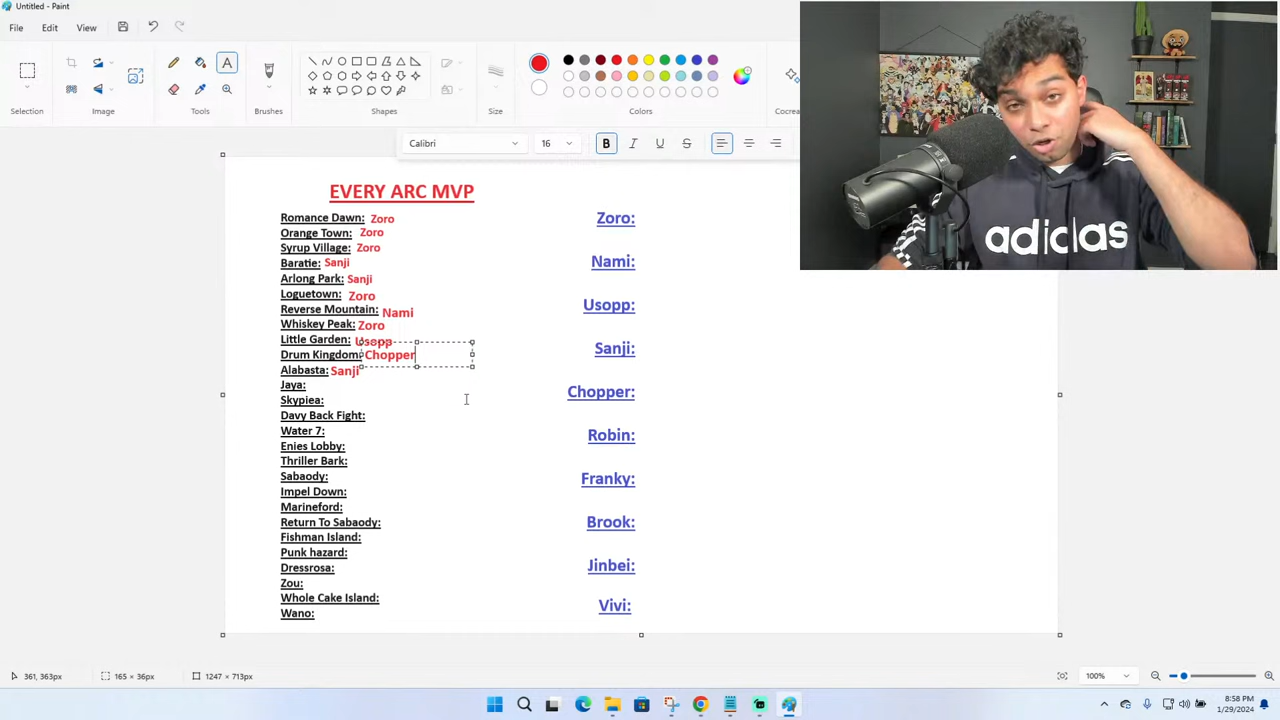 Untitled - Paint
File Edit View
Selection Image Tools Brushes Shapes Size Colors Cocrea
Calibri 16 B I U S
EVERY ARC MVP
Romance Dawn: Zoro
Orange Town: Zoro
Syrup Village: Zoro
Baratie: Sanji
Arlong Park: Sanji
Loguetown: Zoro
Reverse Mountain: Nami
Whiskey Peak: Zoro
Little Garden: Usopp
Drum Kingdom: Chopper
Alabasta: Sanji
Jaya:
Skypiea:
Davy Back Fight:
Water 7:
Enies Lobby:
Thriller Bark:
Sabaody:
Impel Down:
Marineford:
Return To Sabaody:
Fishman Island:
Punk hazard:
Dressrosa:
Zou:
Whole Cake Island:
Wano:
Zoro:
Nami:
Usopp:
Sanji:
Chopper:
Robin:
Franky:
Brook:
Jinbei:
Vivi:
adidas
361, 363px 165 × 36px 1247 × 713px 100%
8:58 PM
1/29/2024